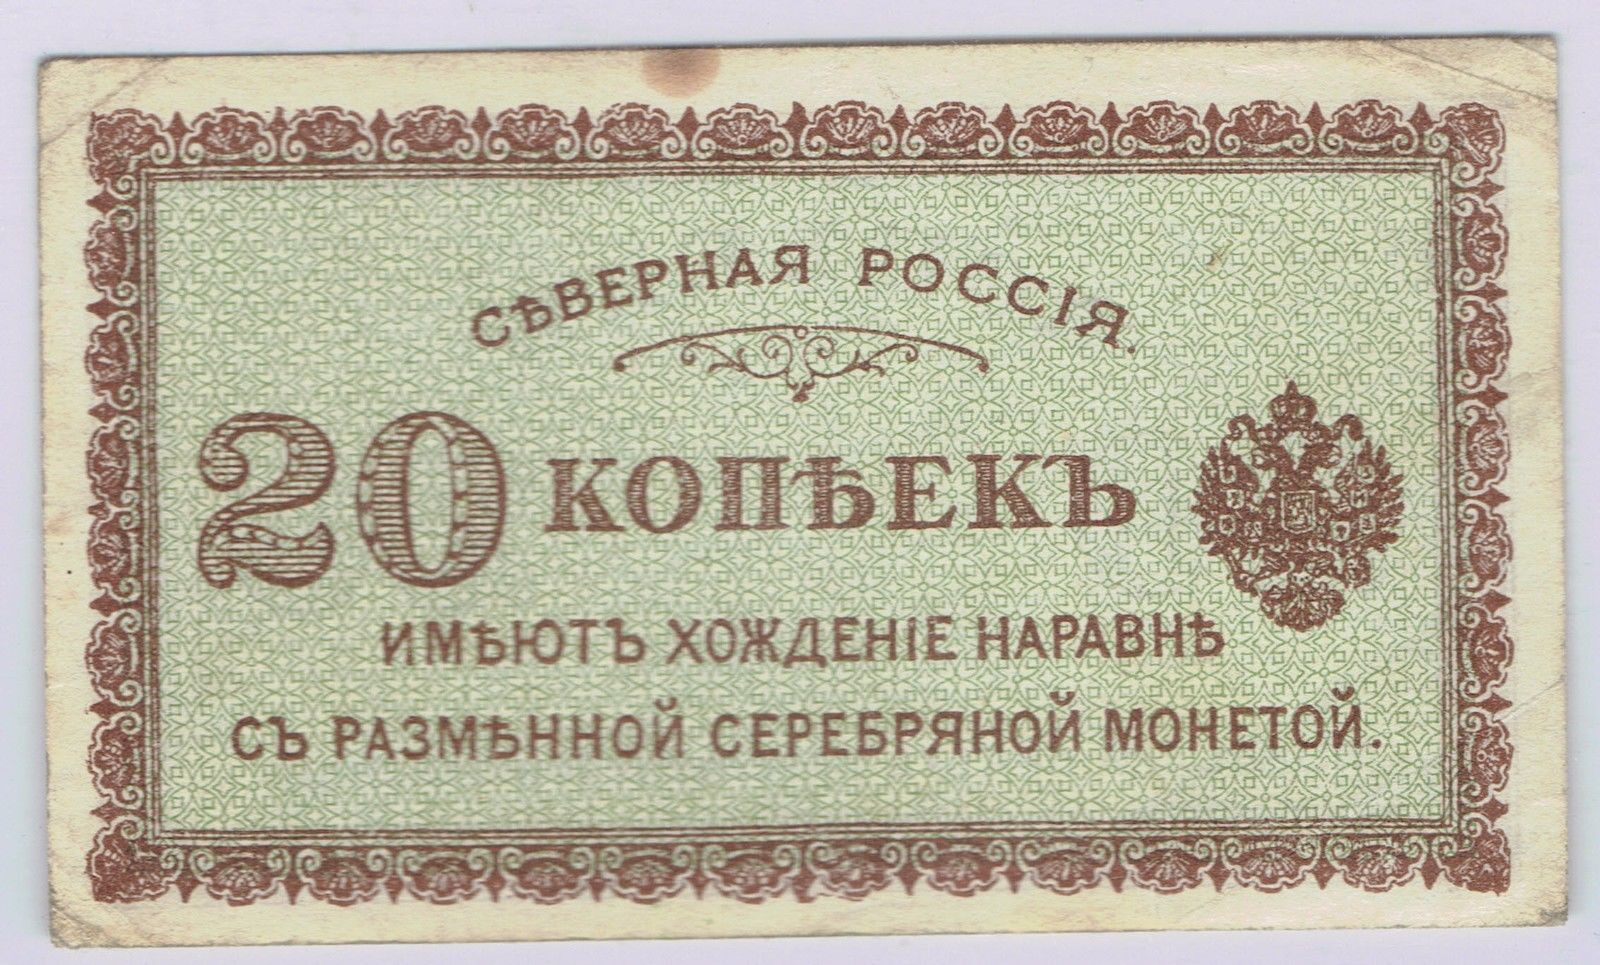 СѢВЕРНАЯ РОССІЯ.
20 КОПѢЕКЪ
ИМѢЮТЪ ХОЖДЕНІЕ НАРАВНѢ
СЪ РАЗМѢННОЙ СЕРЕБРЯНОЙ МОНЕТОЙ.